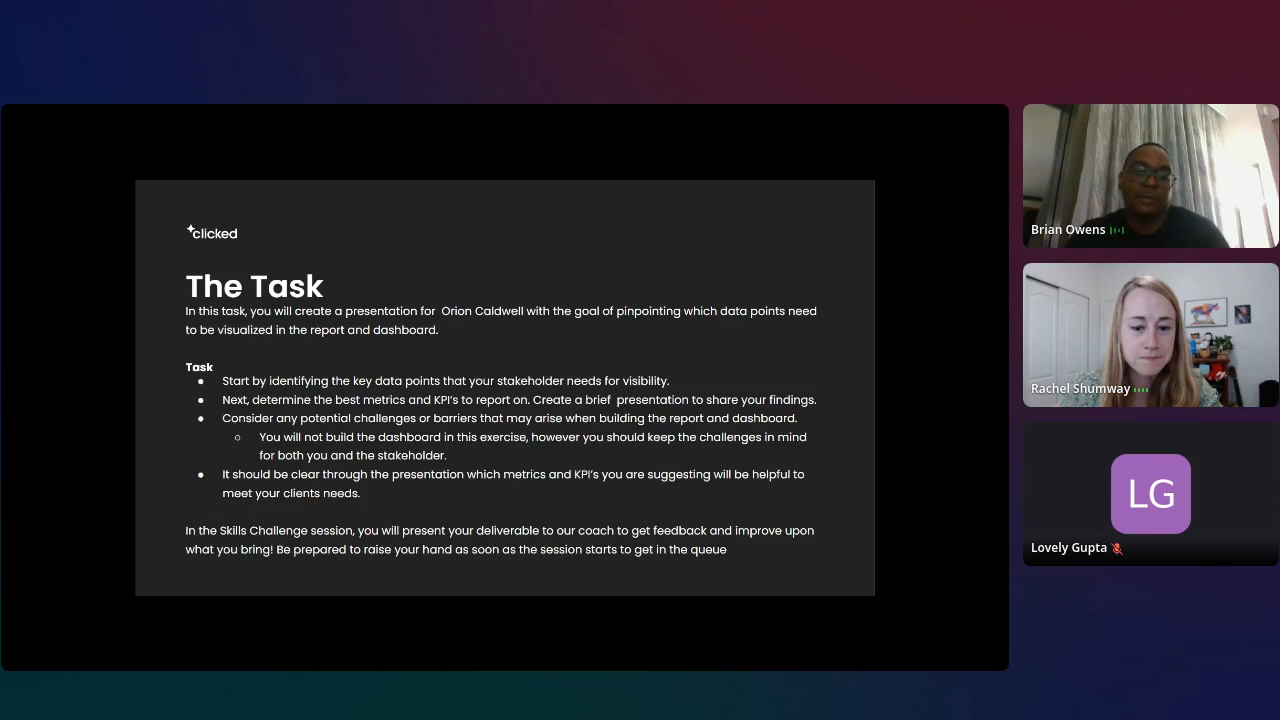 clicked
The Task
In this task, you will create a presentation for  Orion Caldwell with the goal of pinpointing which data points need
to be visualized in the report and dashboard.
Task
● Start by identifying the key data points that your stakeholder needs for visibility.
● Next, determine the best metrics and KPI's to report on. Create a brief  presentation to share your findings.
● Consider any potential challenges or barriers that may arise when building the report and dashboard.
○ You will not build the dashboard in this exercise, however you should keep the challenges in mind
for both you and the stakeholder.
● It should be clear through the presentation which metrics and KPI's you are suggesting will be helpful to
meet your clients needs.
In the Skills Challenge session, you will present your deliverable to our coach to get feedback and improve upon
what you bring! Be prepared to raise your hand as soon as the session starts to get in the queue
Brian Owens
Rachel Shumway
LG
Lovely Gupta